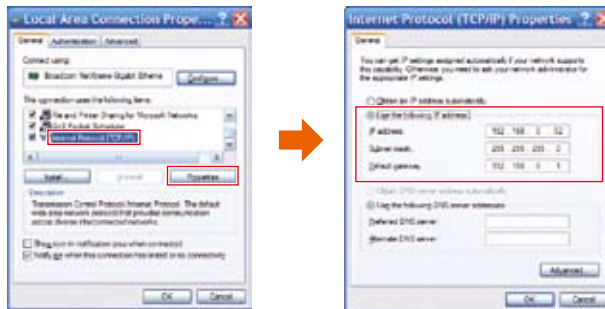 Local Area Connection Prope...
General Authentication Advanced
Connect using:
Broadcom NetXtreme Gigabit Etherne
Configure...
This connection uses the following items:
File and Printer Sharing for Microsoft Networks
QoS Packet Scheduler
Internet Protocol (TCP/IP)
Install... Uninstall Properties
Description
Transmission Control Protocol/Internet Protocol. The default
wide area network protocol that provides communication
across diverse interconnected networks.
Show icon in notification area when connected
Notify me when this connection has limited or no connectivity
OK Cancel
Internet Protocol (TCP/IP) Properties
General
You can get IP settings assigned automatically if your network supports
this capability. Otherwise, you need to ask your network administrator for
the appropriate IP settings.
Obtain an IP address automatically
Use the following IP address:
IP address: 192 168 0 52
Subnet mask: 255 255 255 0
Default gateway: 192 168 0 1
Obtain DNS server address automatically
Use the following DNS server addresses:
Preferred DNS server:
Alternate DNS server:
Advanced...
OK Cancel